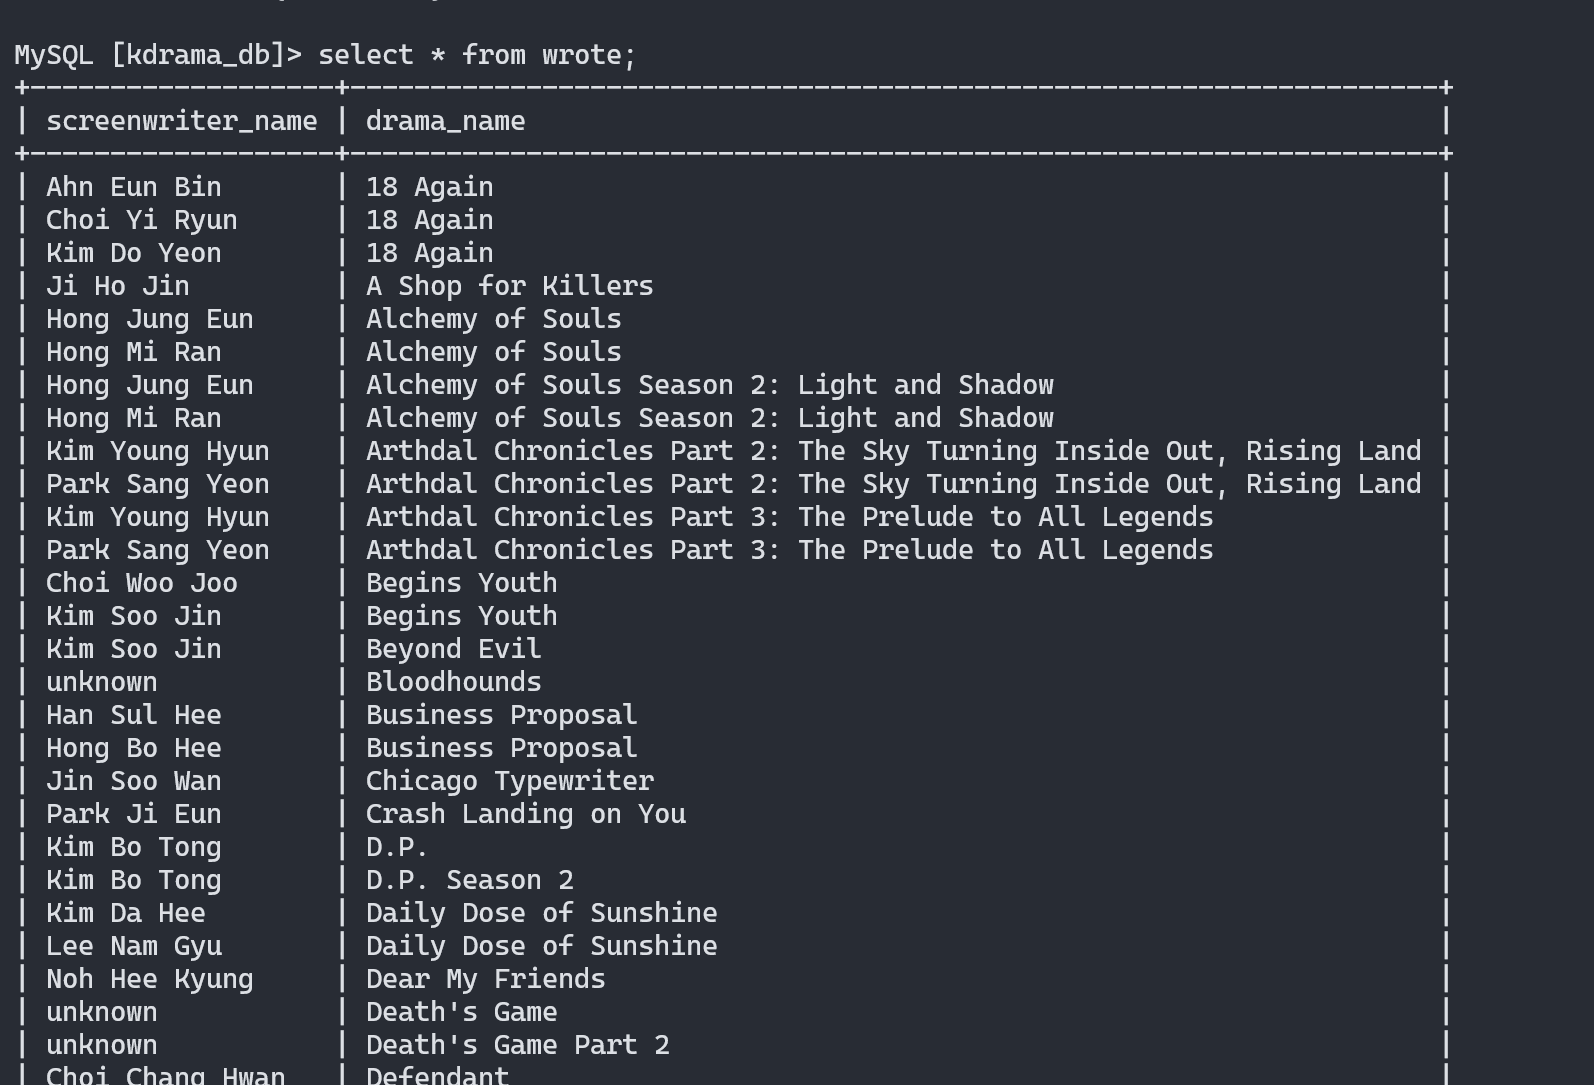 MySQL [kdrama_db]> select * from wrote;
+-------------------+--------------------------------------------------------------------+
| screenwriter_name | drama_name                                                         |
+-------------------+--------------------------------------------------------------------+
| Ahn Eun Bin       | 18 Again                                                           |
| Choi Yi Ryun      | 18 Again                                                           |
| Kim Do Yeon       | 18 Again                                                           |
| Ji Ho Jin         | A Shop for Killers                                                 |
| Hong Jung Eun     | Alchemy of Souls                                                   |
| Hong Mi Ran       | Alchemy of Souls                                                   |
| Hong Jung Eun     | Alchemy of Souls Season 2: Light and Shadow                        |
| Hong Mi Ran       | Alchemy of Souls Season 2: Light and Shadow                        |
| Kim Young Hyun    | Arthdal Chronicles Part 2: The Sky Turning Inside Out, Rising Land |
| Park Sang Yeon    | Arthdal Chronicles Part 2: The Sky Turning Inside Out, Rising Land |
| Kim Young Hyun    | Arthdal Chronicles Part 3: The Prelude to All Legends              |
| Park Sang Yeon    | Arthdal Chronicles Part 3: The Prelude to All Legends              |
| Choi Woo Joo      | Begins Youth                                                       |
| Kim Soo Jin       | Begins Youth                                                       |
| Kim Soo Jin       | Beyond Evil                                                        |
| unknown           | Bloodhounds                                                        |
| Han Sul Hee       | Business Proposal                                                  |
| Hong Bo Hee       | Business Proposal                                                  |
| Jin Soo Wan       | Chicago Typewriter                                                 |
| Park Ji Eun       | Crash Landing on You                                               |
| Kim Bo Tong       | D.P.                                                               |
| Kim Bo Tong       | D.P. Season 2                                                      |
| Kim Da Hee        | Daily Dose of Sunshine                                             |
| Lee Nam Gyu       | Daily Dose of Sunshine                                             |
| Noh Hee Kyung     | Dear My Friends                                                    |
| unknown           | Death's Game                                                       |
| unknown           | Death's Game Part 2                                                |
| Choi Chang Hwan   | Defendant                                                          |